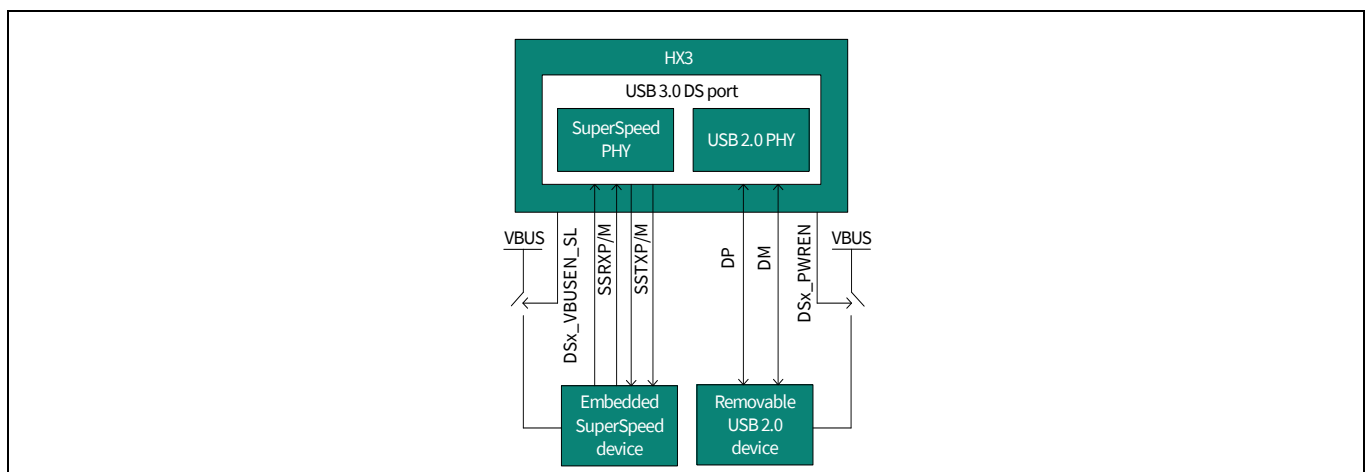 HX3
USB 3.0 DS port
SuperSpeed
PHY
USB 2.0 PHY
VBUS
DSx_VBUSEN_SL
SSRXP/M
SSTXP/M
DP
DM
DSx_PWREN
VBUS
Embedded
SuperSpeed
device
Removable
USB 2.0
device